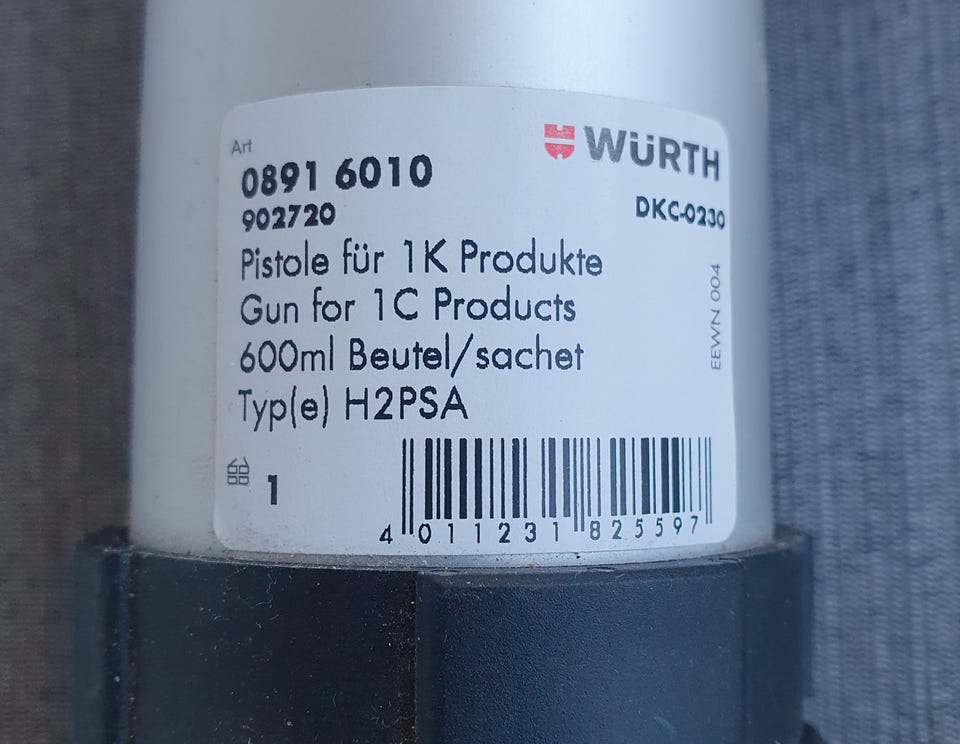 Art.
WÜRTH
0891 6010
902720
DKC-0230
Pistole für 1K Produkte
Gun for 1C Products
600ml Beutel/sachet
Typ(e) H2PSA
EEWN 004
1
4 011231 825597